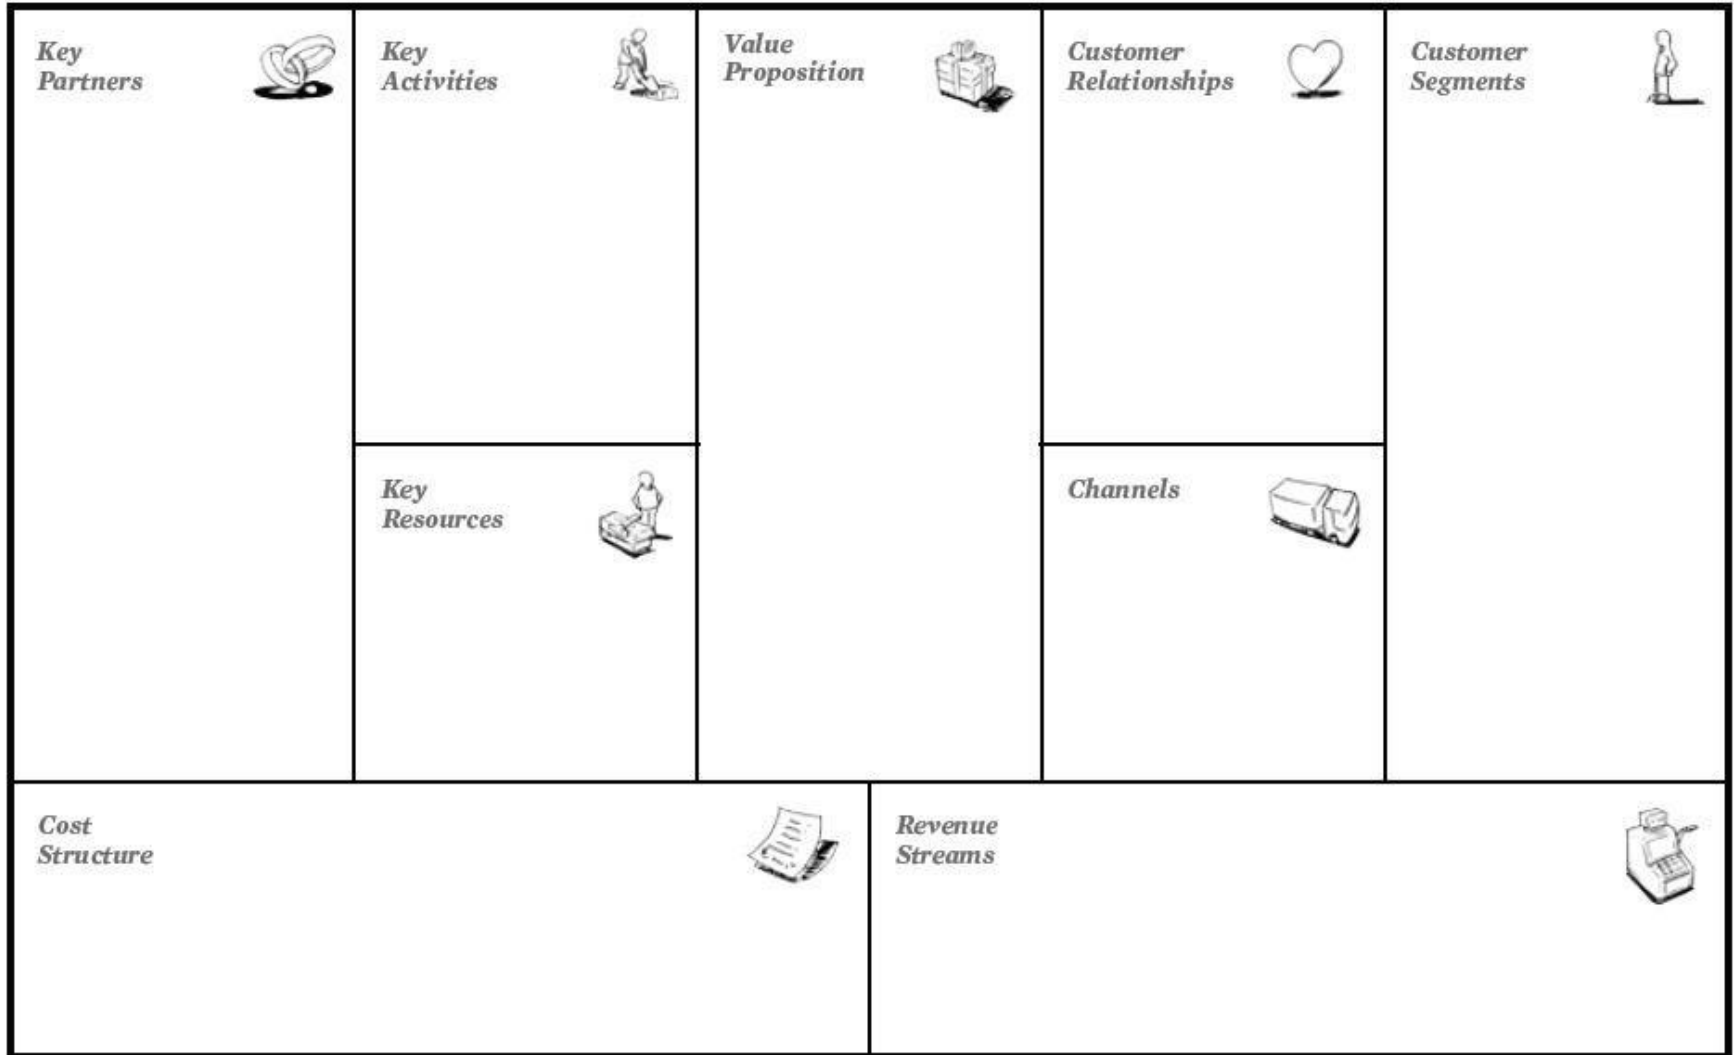 Key
Partners
Key
Activities
Value
Proposition
Customer
Relationships
Customer
Segments
Key
Resources
Channels
Cost
Structure
Revenue
Streams